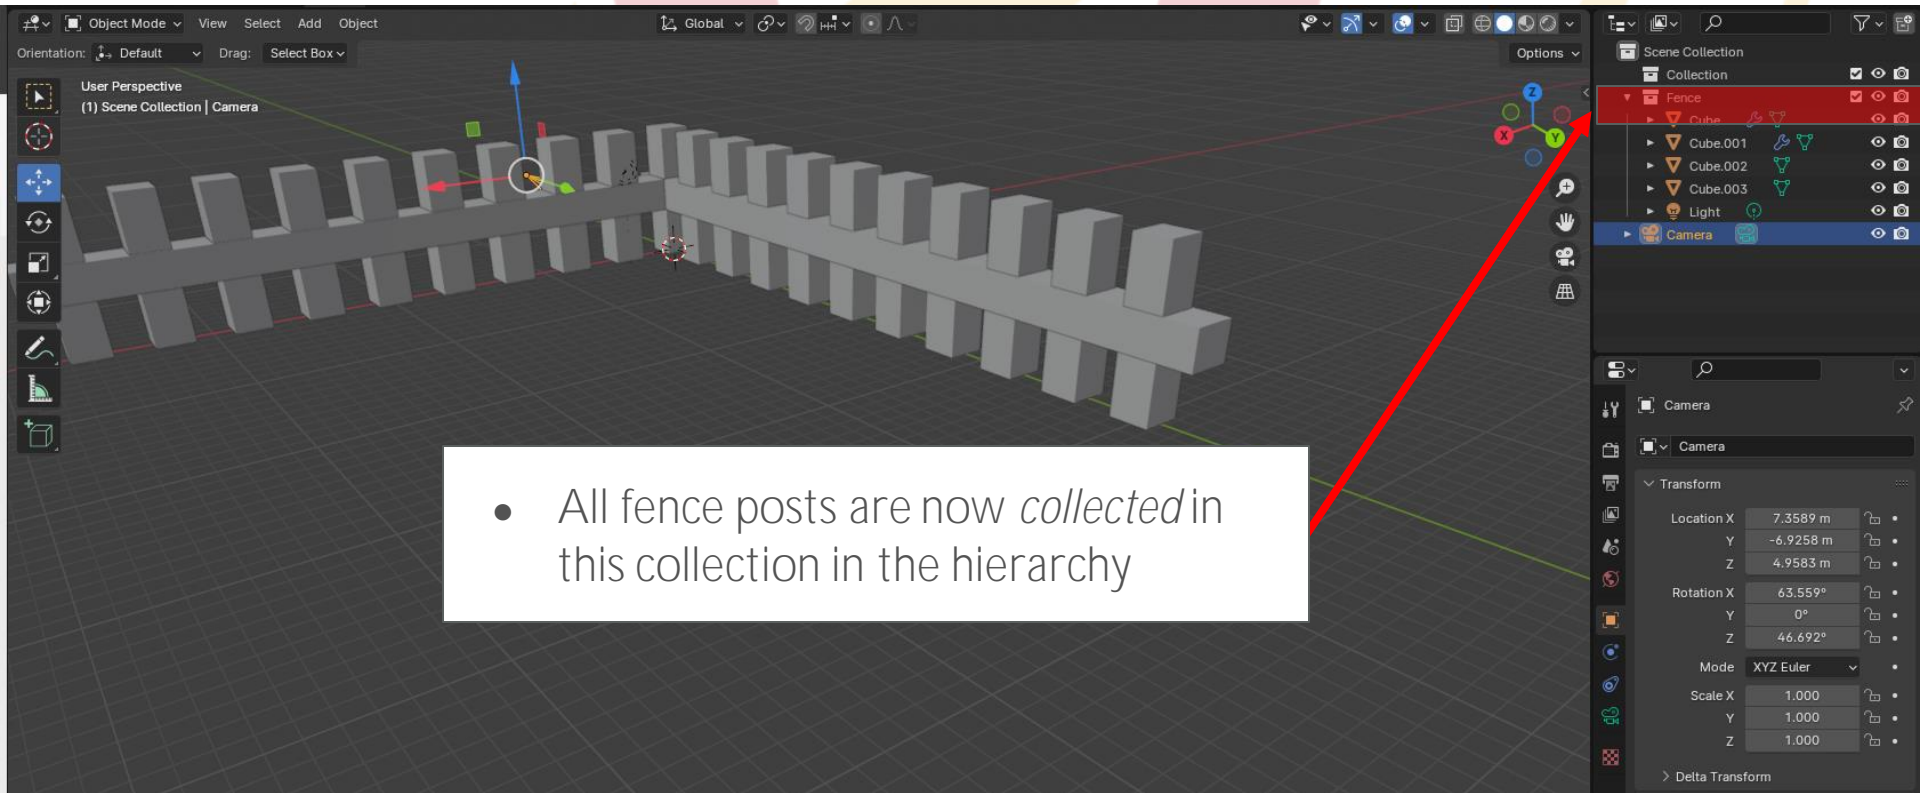 Object Mode View Select Add Object Global
Orientation: Default Drag: Select Box Options
User Perspective
(1) Scene Collection | Camera
Z
X
Y
Scene Collection
Collection
Fence
Cube
Cube.001
Cube.002
Cube.003
Light
Camera
● All fence posts are now collected in
this collection in the hierarchy
Camera
Camera
Transform
Location X 7.3589 m
Y -6.9258 m
Z 4.9583 m
Rotation X 63.559°
Y 0°
Z 46.692°
Mode XYZ Euler
Scale X 1.000
Y 1.000
Z 1.000
Delta Transform